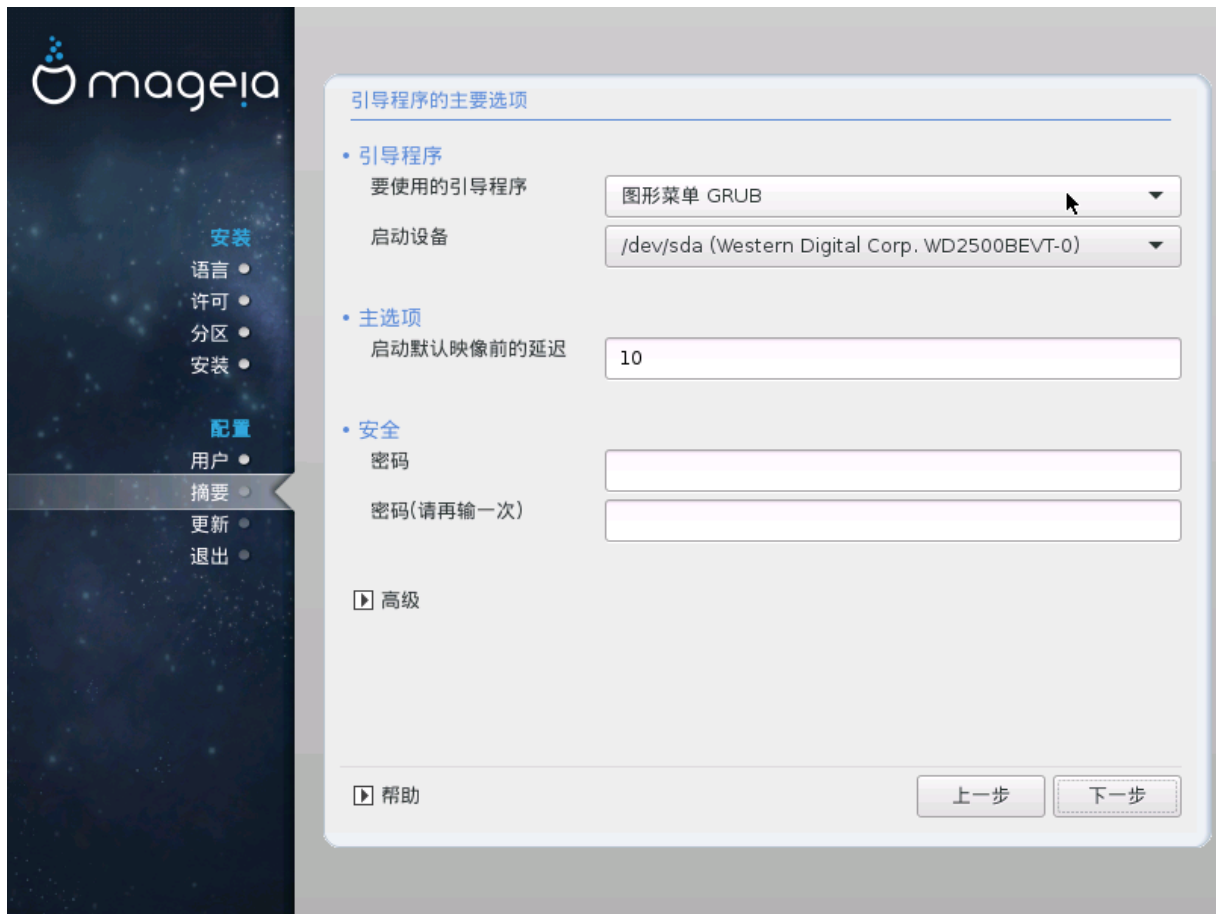 mageia
安装
语言
许可
分区
安装
配置
用户
摘要
更新
退出
引导程序的主要选项
• 引导程序
要使用的引导程序
图形菜单 GRUB
启动设备
/dev/sda (Western Digital Corp. WD2500BEVT-0)
• 主选项
启动默认映像前的延迟
10
• 安全
密码
密码(请再输一次)
高级
帮助
上一步
下一步